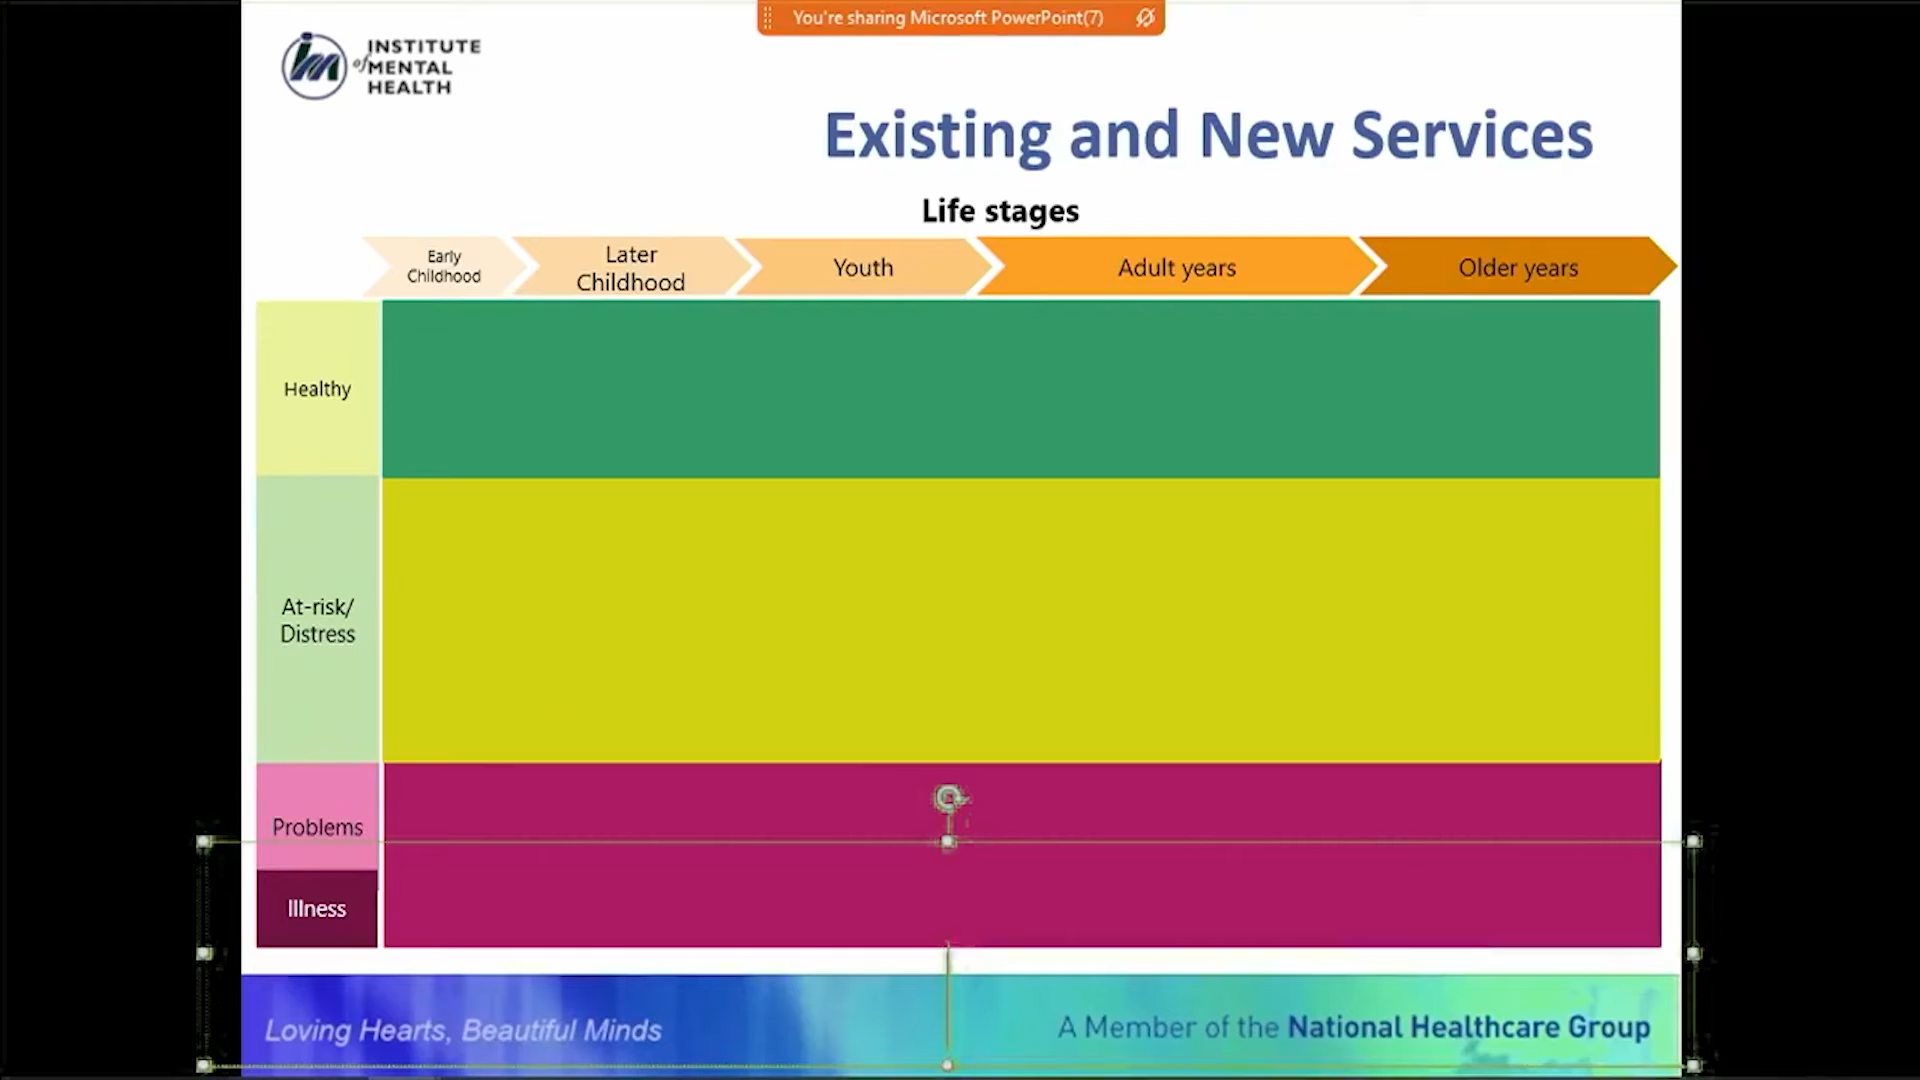 You're sharing Microsoft PowerPoint(7)
INSTITUTE
of MENTAL
HEALTH
Existing and New Services
Life stages
Early
Childhood
Later
Childhood
Youth
Adult years
Older years
Healthy
At-risk/
Distress
Problems
Illness
Loving Hearts, Beautiful Minds
A Member of the National Healthcare Group